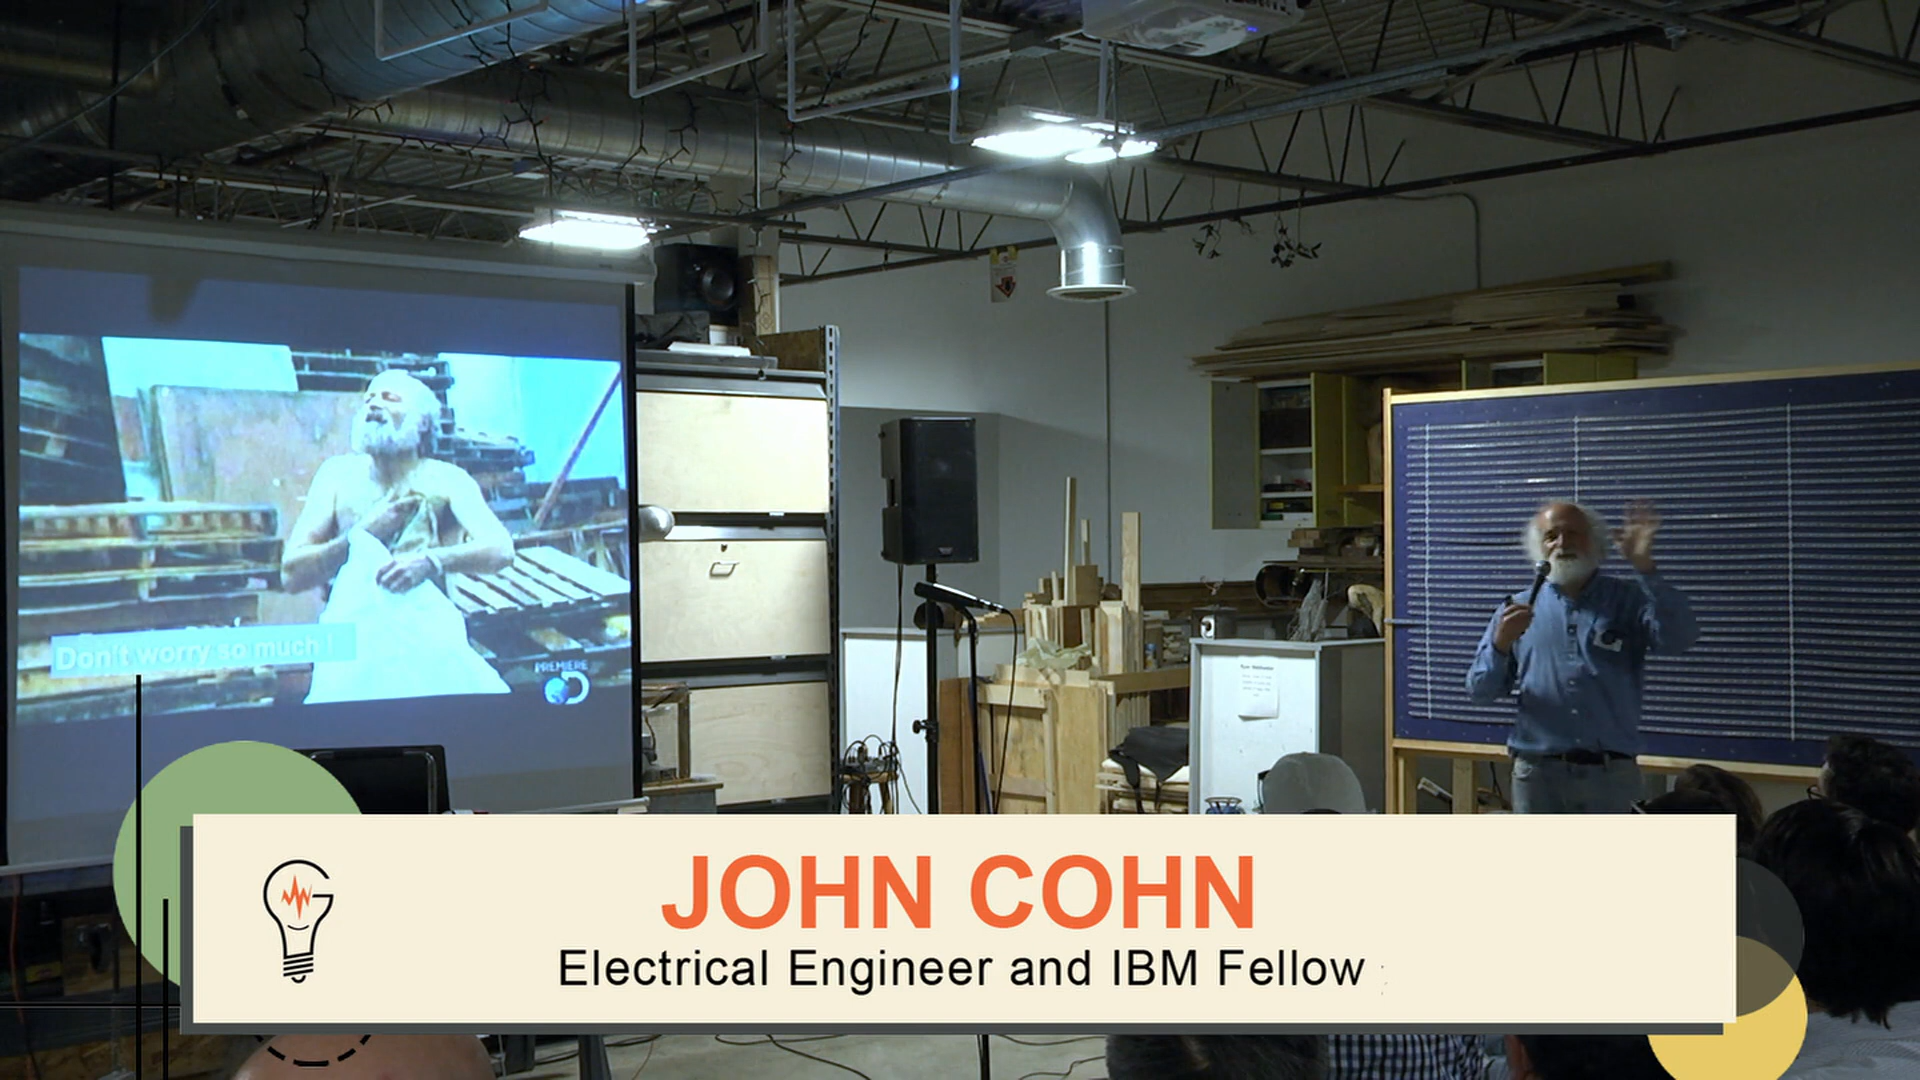 Don't worry so much !
PREMIERE
JOHN COHN
Electrical Engineer and IBM Fellow